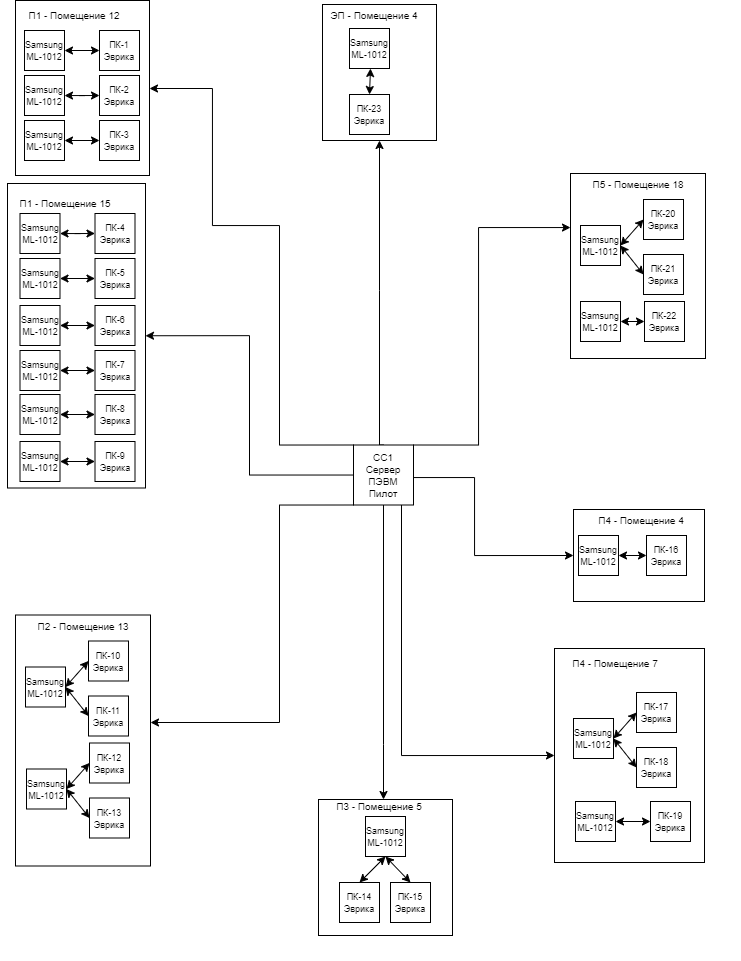 П1 - Помещение 12
Samsung
ML-1012
ПК-1
Эврика
Samsung
ML-1012
ПК-2
Эврика
Samsung
ML-1012
ПК-3
Эврика
ЭП - Помещение 4
Samsung
ML-1012
ПК-23
Эврика
П1 - Помещение 15
Samsung
ML-1012
ПК-4
Эврика
Samsung
ML-1012
ПК-5
Эврика
Samsung
ML-1012
ПК-6
Эврика
Samsung
ML-1012
ПК-7
Эврика
Samsung
ML-1012
ПК-8
Эврика
Samsung
ML-1012
ПК-9
Эврика
П5 - Помещение 18
Samsung
ML-1012
ПК-20
Эврика
ПК-21
Эврика
Samsung
ML-1012
ПК-22
Эврика
СС1
Сервер
ПЭВМ
Пилот
П4 - Помещение 4
Samsung
ML-1012
ПК-16
Эврика
П2 - Помещение 13
Samsung
ML-1012
ПК-10
Эврика
ПК-11
Эврика
Samsung
ML-1012
ПК-12
Эврика
ПК-13
Эврика
П4 - Помещение 7
Samsung
ML-1012
ПК-17
Эврика
ПК-18
Эврика
Samsung
ML-1012
ПК-19
Эврика
П3 - Помещение 5
Samsung
ML-1012
ПК-14
Эврика
ПК-15
Эврика